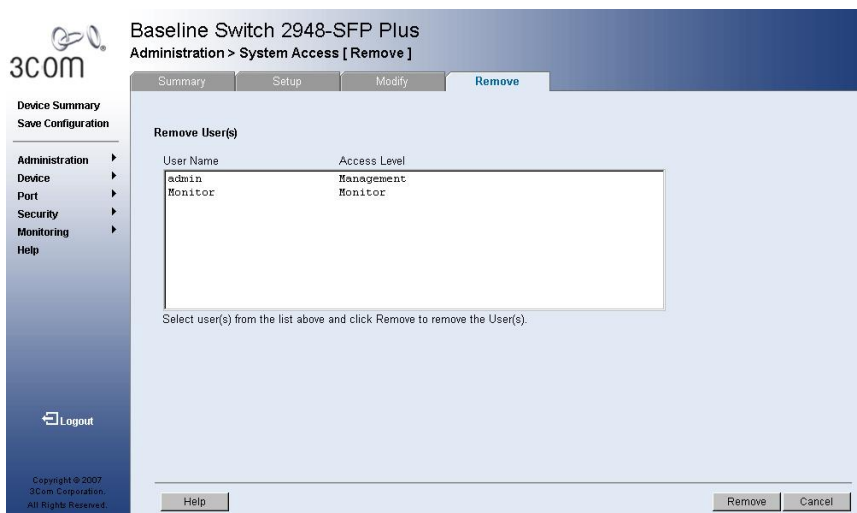 3COM
Baseline Switch 2948-SFP Plus
Administration > System Access [ Remove ]
Summary Setup Modify Remove
Device Summary
Save Configuration
Administration
Device
Port
Security
Monitoring
Help
Remove User(s)
User Name Access Level
admin Management
Monitor Monitor
Select user(s) from the list above and click Remove to remove the User(s).
Logout
Copyright © 2007
3Com Corporation.
All Rights Reserved.
Help Remove Cancel